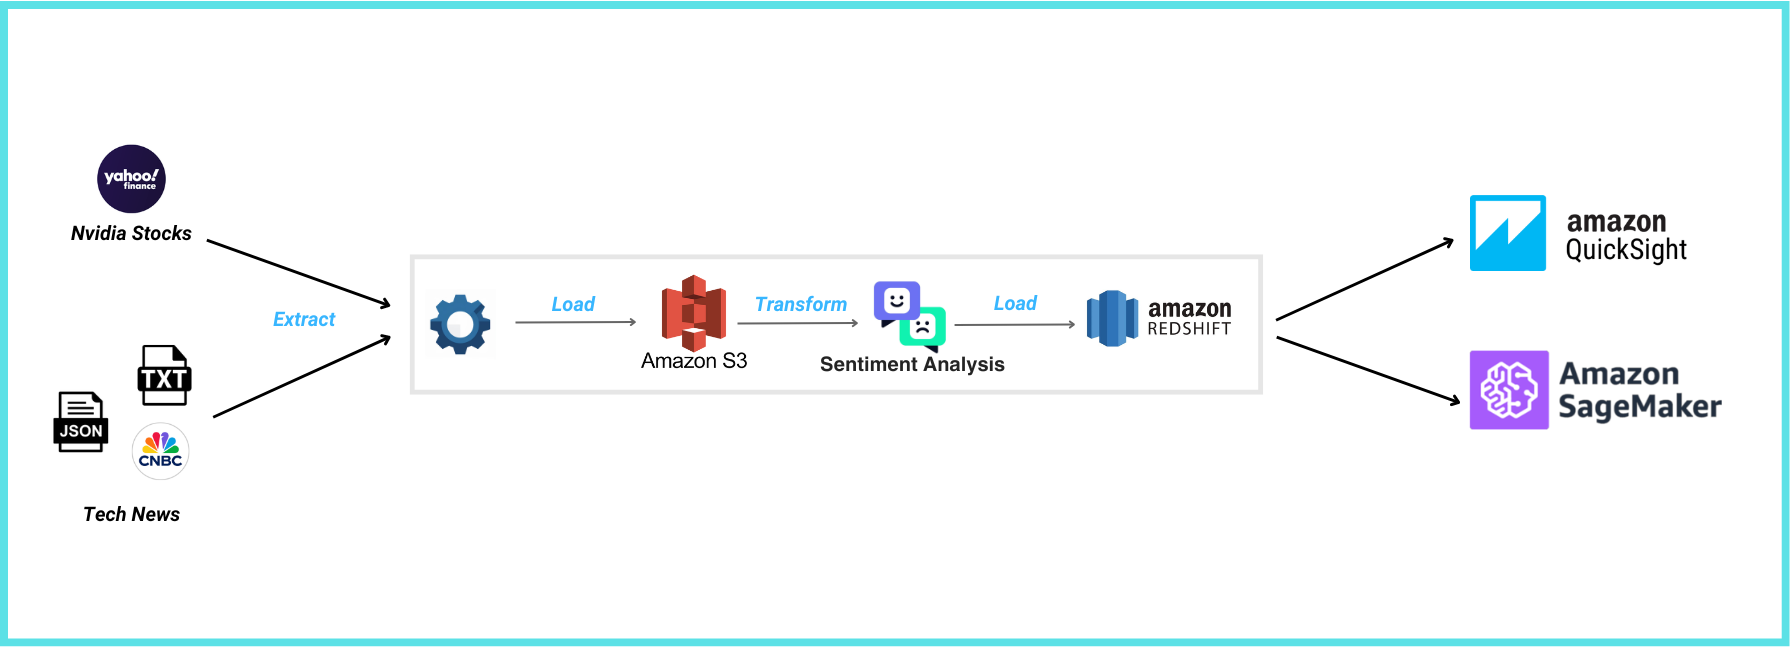 yahoo!
finance
Nvidia Stocks
Extract
TXT
JSON
CNBC
Tech News
Load
Amazon S3
Transform
Sentiment Analysis
Load
amazon
REDSHIFT
amazon
QuickSight
Amazon
SageMaker